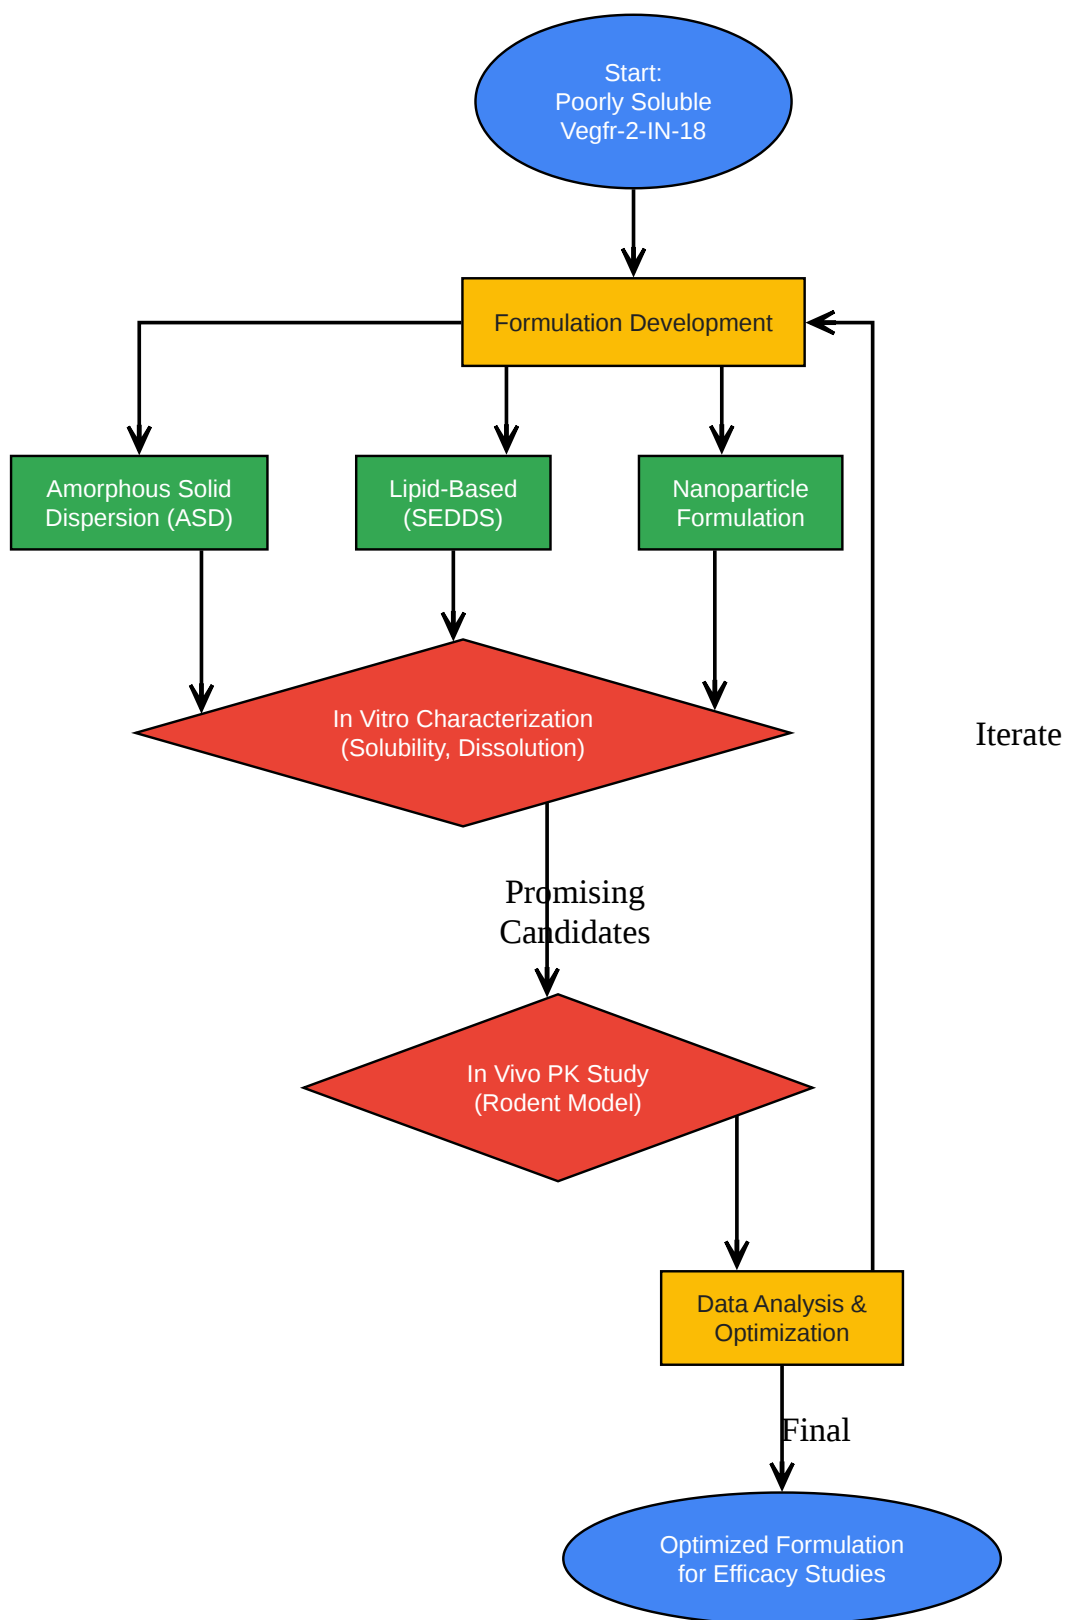 Start:
Poorly Soluble
Vegfr-2-IN-18
Formulation Development
Amorphous Solid
Dispersion (ASD)
Lipid-Based
(SEDDS)
Nanoparticle
Formulation
In Vitro Characterization
(Solubility, Dissolution)
Iterate
Promising
Candidates
In Vivo PK Study
(Rodent Model)
Data Analysis &
Optimization
Final
Optimized Formulation
for Efficacy Studies